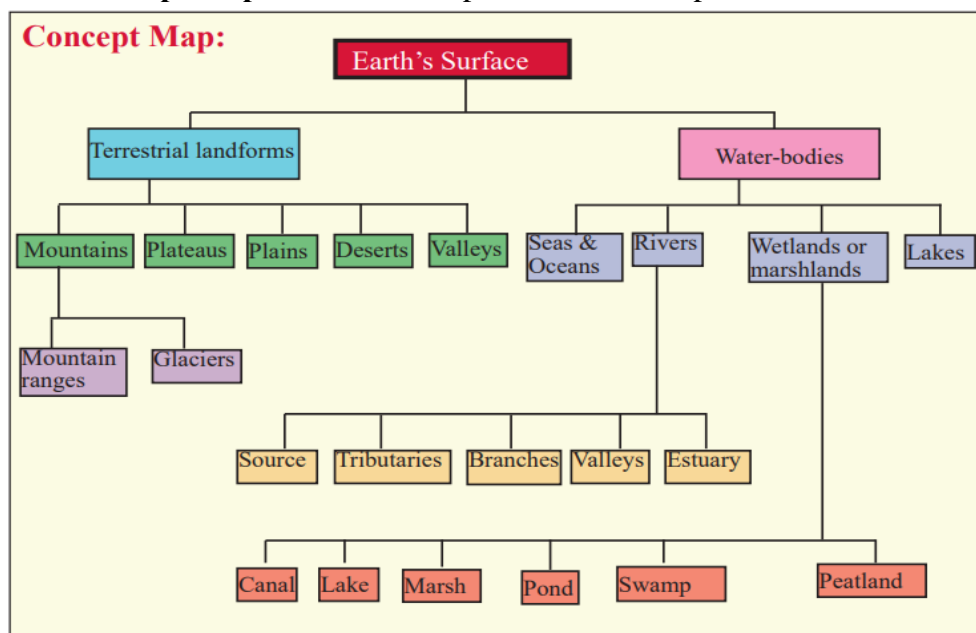 Concept Map:
Earth's Surface
Terrestrial landforms
Water-bodies
Mountains
Plateaus
Plains
Deserts
Valleys
Seas &
Oceans
Rivers
Wetlands or
marshlands
Lakes
Mountain
ranges
Glaciers
Source
Tributaries
Branches
Valleys
Estuary
Canal
Lake
Marsh
Pond
Swamp
Peatland